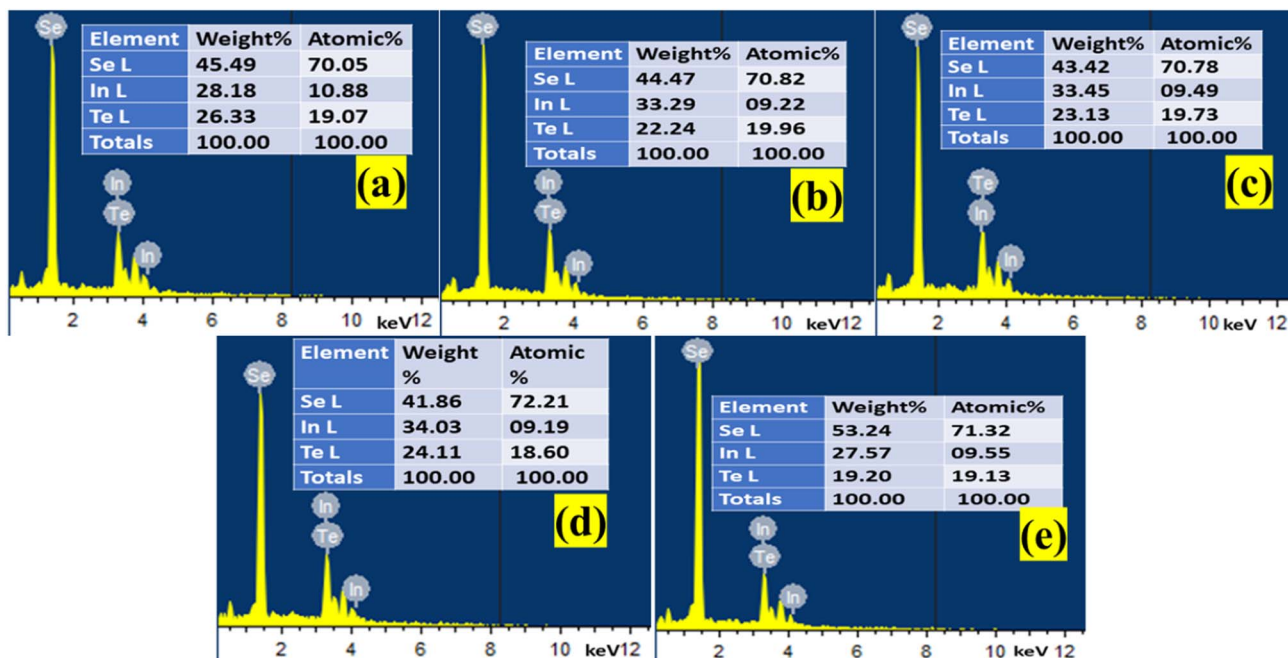 Se
Element Weight% Atomic%
Se L 45.49 70.05
In L 28.18 10.88
Te L 26.33 19.07
Totals 100.00 100.00
In
Te
In
(a)
2 4 6 8 10 keV 12
Se
Element Weight% Atomic%
Se L 44.47 70.82
In L 33.29 09.22
Te L 22.24 19.96
Totals 100.00 100.00
In
Te
In
(b)
2 4 6 8 10 keV 12
Se
Element Weight% Atomic%
Se L 43.42 70.78
In L 33.45 09.49
Te L 23.13 19.73
Totals 100.00 100.00
Te
In
In
(c)
2 4 6 8 10 keV 12
Se
Element Weight Atomic
% %
Se L 41.86 72.21
In L 34.03 09.19
Te L 24.11 18.60
Totals 100.00 100.00
In
Te
In
(d)
2 4 6 8 10 keV 12
Se
Element Weight% Atomic%
Se L 53.24 71.32
In L 27.57 09.55
Te L 19.20 19.13
Totals 100.00 100.00
In
Te
In
(e)
2 4 6 8 10 keV 12